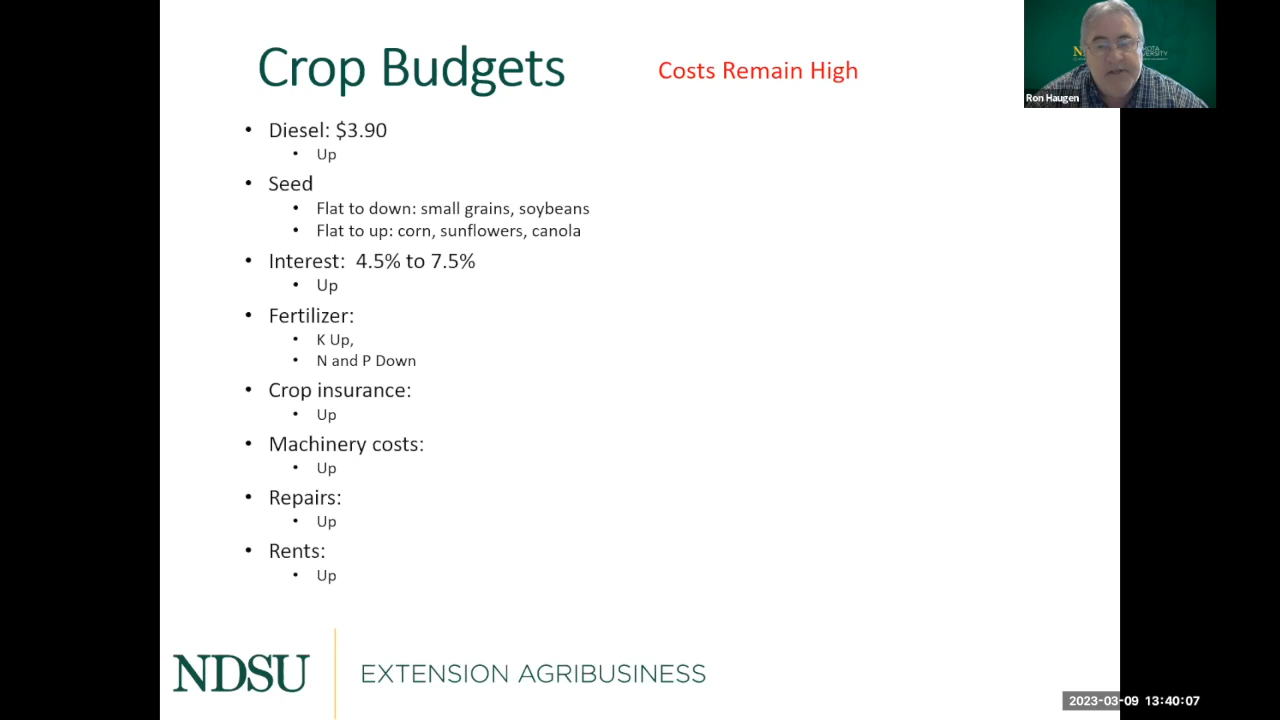 Crop Budgets
Costs Remain High
• Diesel: $3.90
• Up
• Seed
• Flat to down: small grains, soybeans
• Flat to up: corn, sunflowers, canola
• Interest:  4.5% to 7.5%
• Up
• Fertilizer:
• K Up,
• N and P Down
• Crop insurance:
• Up
• Machinery costs:
• Up
• Repairs:
• Up
• Rents:
• Up
NDSU
EXTENSION AGRIBUSINESS
Ron Haugen
2023-03-09 13:40:07